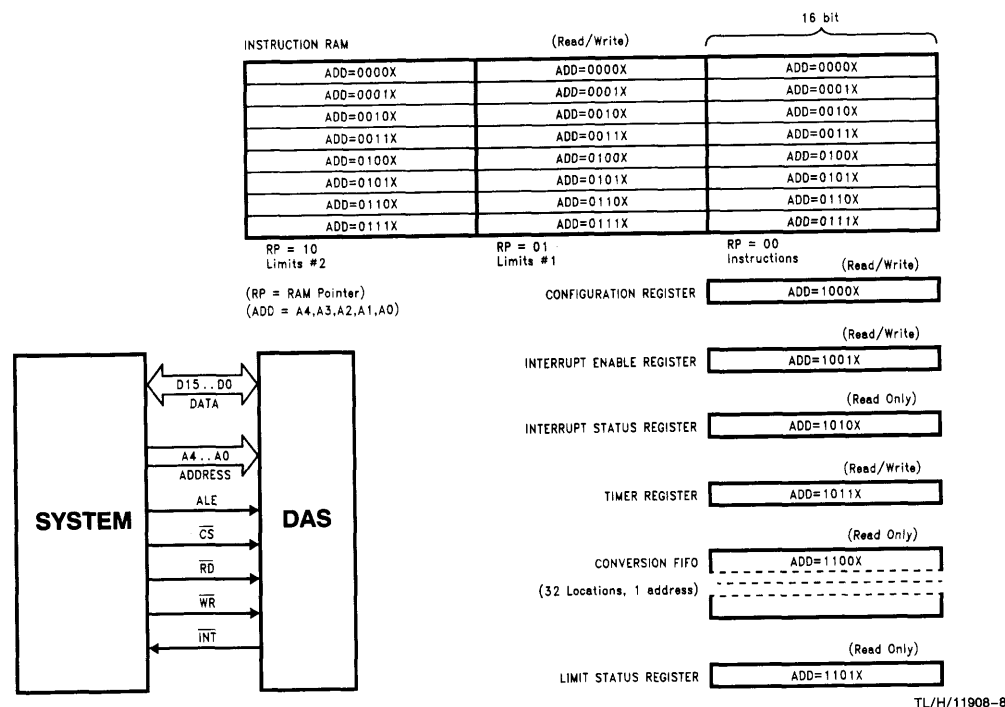 16 bit
INSTRUCTION RAM (Read/Write)
ADD=0000X ADD=0000X ADD=0000X
ADD=0001X ADD=0001X ADD=0001X
ADD=0010X ADD=0010X ADD=0010X
ADD=0011X ADD=0011X ADD=0011X
ADD=0100X ADD=0100X ADD=0100X
ADD=0101X ADD=0101X ADD=0101X
ADD=0110X ADD=0110X ADD=0110X
ADD=0111X ADD=0111X ADD=0111X
RP = 10 RP = 01 RP = 00
Limits #2 Limits #1 Instructions
(RP = RAM Pointer)
(ADD = A4,A3,A2,A1,A0)
(Read/Write)
CONFIGURATION REGISTER ADD=1000X
(Read/Write)
INTERRUPT ENABLE REGISTER ADD=1001X
(Read Only)
INTERRUPT STATUS REGISTER ADD=1010X
(Read/Write)
TIMER REGISTER ADD=1011X
(Read Only)
CONVERSION FIFO ADD=1100X
(32 Locations, 1 address)
(Read Only)
LIMIT STATUS REGISTER ADD=1101X
SYSTEM
D15..D0
DATA
A4..A0
ADDRESS
ALE
C̅S̅
R̅D̅
W̅R̅
I̅N̅T̅
DAS
TL/H/11908-8